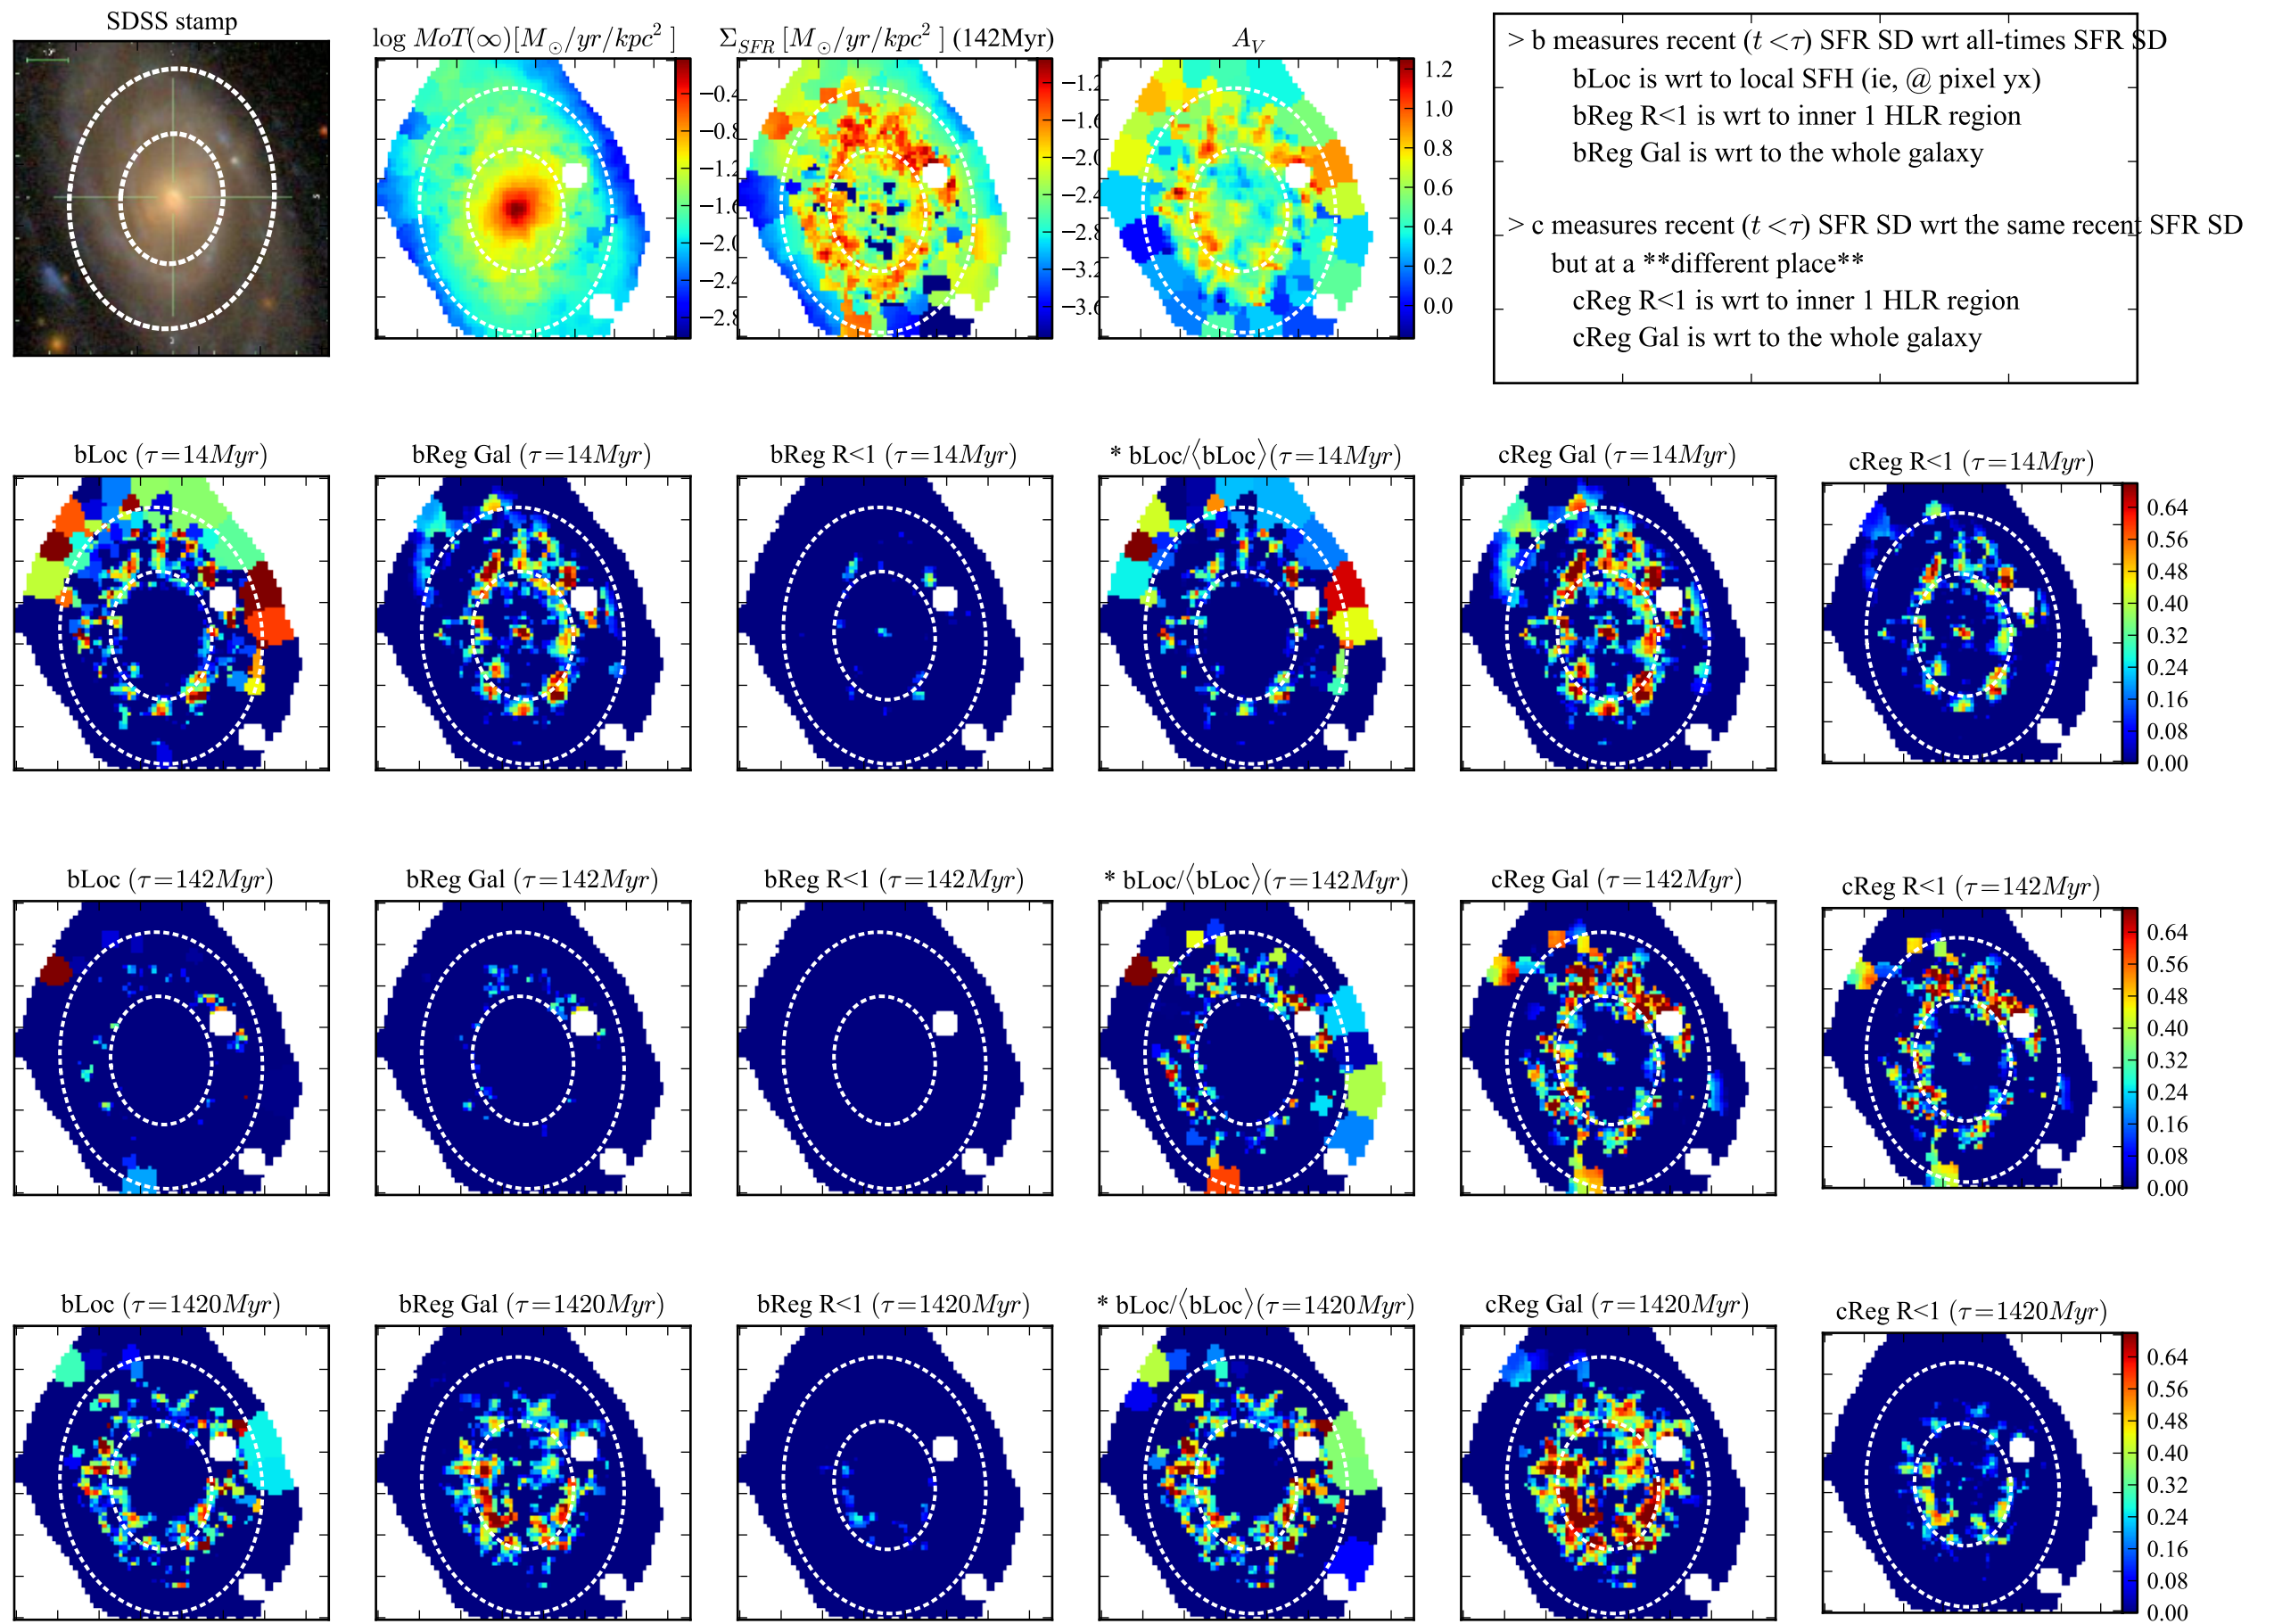 SDSS stamp
log MoT(∞)[M⊙/yr/kpc² ]
Σ_SFR [M⊙/yr/kpc² ] (142Myr)
A_V
−0.4
−0.8
−1.2
−1.6
−2.0
−2.4
−2.8
−1.2
−1.6
−2.0
−2.4
−2.8
−3.2
−3.6
1.2
1.0
0.8
0.6
0.4
0.2
0.0
> b measures recent (t <τ) SFR SD wrt all-times SFR SD
bLoc is wrt to local SFH (ie, @ pixel yx)
bReg R<1 is wrt to inner 1 HLR region
bReg Gal is wrt to the whole galaxy
> c measures recent (t <τ) SFR SD wrt the same recent SFR SD
but at a **different place**
cReg R<1 is wrt to inner 1 HLR region
cReg Gal is wrt to the whole galaxy
bLoc (τ=14Myr)
bReg Gal (τ=14Myr)
bReg R<1 (τ=14Myr)
* bLoc/⟨bLoc⟩(τ=14Myr)
cReg Gal (τ=14Myr)
cReg R<1 (τ=14Myr)
0.64
0.56
0.48
0.40
0.32
0.24
0.16
0.08
0.00
bLoc (τ=142Myr)
bReg Gal (τ=142Myr)
bReg R<1 (τ=142Myr)
* bLoc/⟨bLoc⟩(τ=142Myr)
cReg Gal (τ=142Myr)
cReg R<1 (τ=142Myr)
0.64
0.56
0.48
0.40
0.32
0.24
0.16
0.08
0.00
bLoc (τ=1420Myr)
bReg Gal (τ=1420Myr)
bReg R<1 (τ=1420Myr)
* bLoc/⟨bLoc⟩(τ=1420Myr)
cReg Gal (τ=1420Myr)
cReg R<1 (τ=1420Myr)
0.64
0.56
0.48
0.40
0.32
0.24
0.16
0.08
0.00